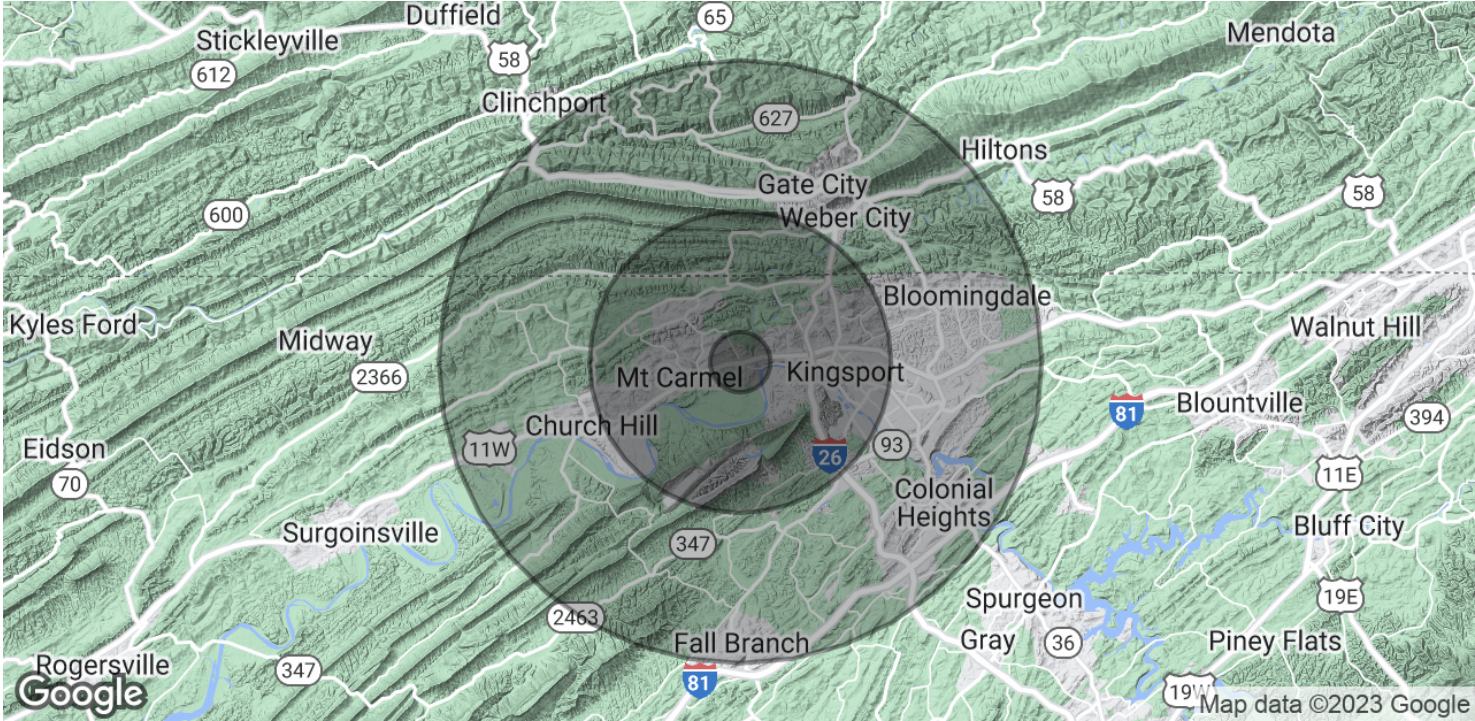 Duffield
65
Stickleyville
Mendota
58
612
Clinchport
627
Hiltons
Gate City
58
58
600
Weber City
Bloomingdale
Kyles Ford
Walnut Hill
Midway
2366
Mt Carmel
Kingsport
81
Blountville
394
Church Hill
11W
93
Eidson
26
70
11E
Colonial
Heights
Surgoinsville
Bluff City
347
19E
Spurgeon
2463
Fall Branch
Gray
36
Piney Flats
Rogersville
347
81
19W
Google
Map data ©2023 Google